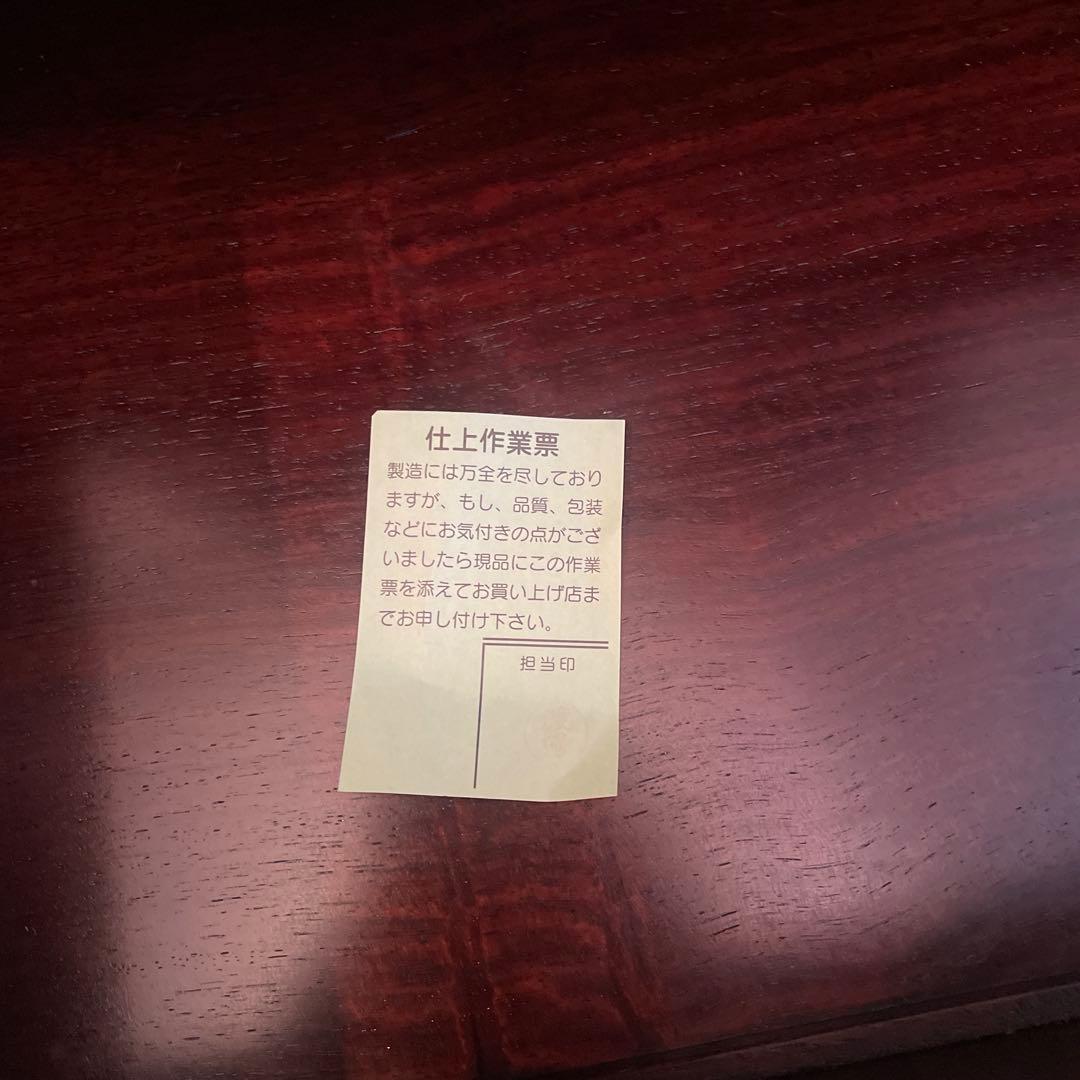 仕上作業票
製造には万全を尽しており
ますが、もし、品質、包装
などにお気付きの点がござ
いましたら現品にこの作業
票を添えてお買い上げ店ま
でお申し付け下さい。
担当印